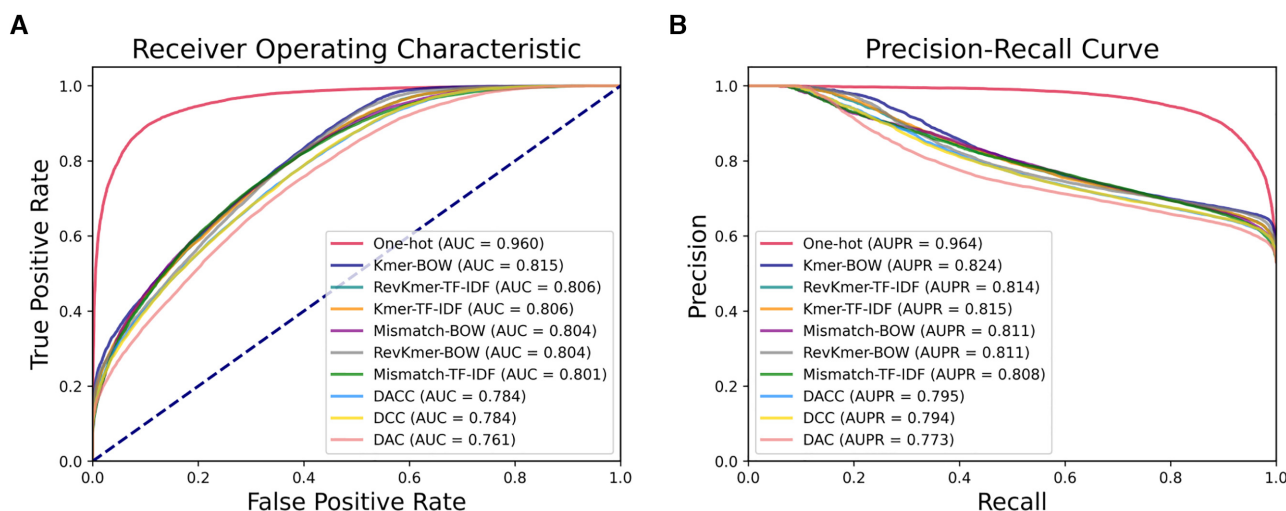 A
Receiver Operating Characteristic
True Positive Rate
1.0
0.8
0.6
0.4
0.2
0.0
One-hot (AUC = 0.960)
Kmer-BOW (AUC = 0.815)
RevKmer-TF-IDF (AUC = 0.806)
Kmer-TF-IDF (AUC = 0.806)
Mismatch-BOW (AUC = 0.804)
RevKmer-BOW (AUC = 0.804)
Mismatch-TF-IDF (AUC = 0.801)
DACC (AUC = 0.784)
DCC (AUC = 0.784)
DAC (AUC = 0.761)
0.0 0.2 0.4 0.6 0.8 1.0
False Positive Rate
B
Precision-Recall Curve
Precision
1.0
0.8
0.6
0.4
0.2
0.0
One-hot (AUPR = 0.964)
Kmer-BOW (AUPR = 0.824)
RevKmer-TF-IDF (AUPR = 0.814)
Kmer-TF-IDF (AUPR = 0.815)
Mismatch-BOW (AUPR = 0.811)
RevKmer-BOW (AUPR = 0.811)
Mismatch-TF-IDF (AUPR = 0.808)
DACC (AUPR = 0.795)
DCC (AUPR = 0.794)
DAC (AUPR = 0.773)
0.0 0.2 0.4 0.6 0.8 1.0
Recall